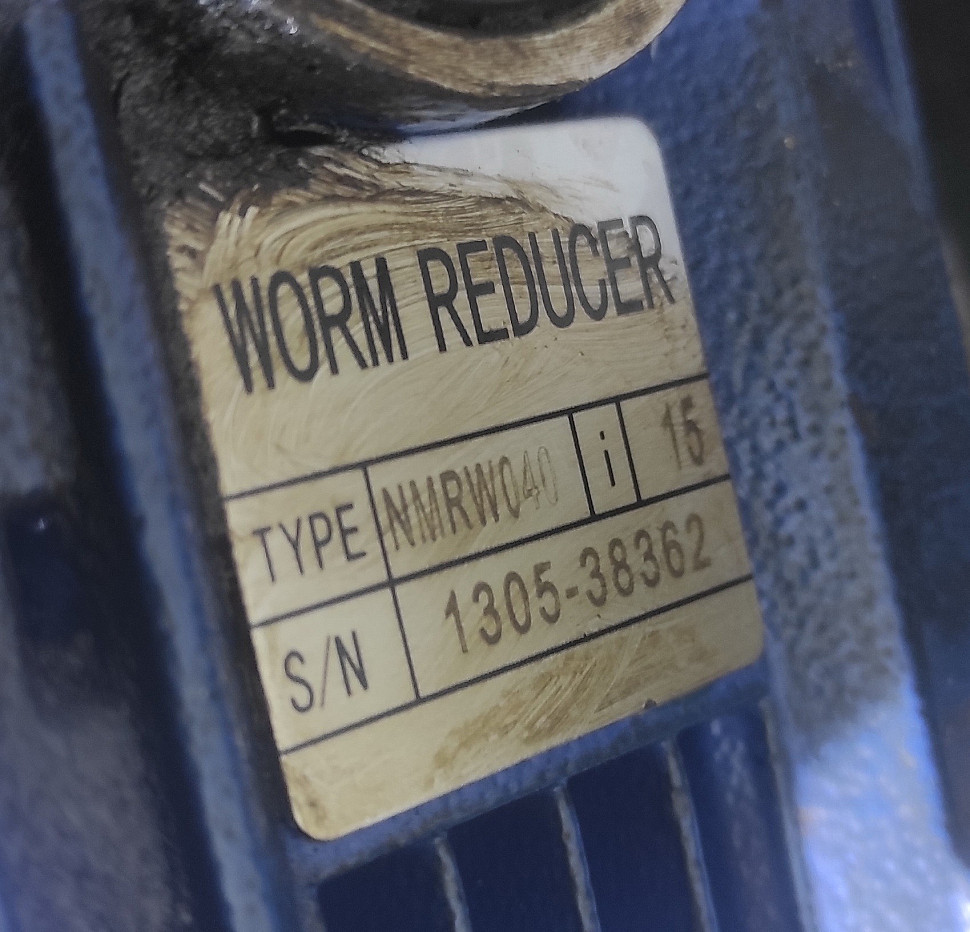 WORM REDUCER
TYPE NMRW040 i 15
S/N 1305-38362